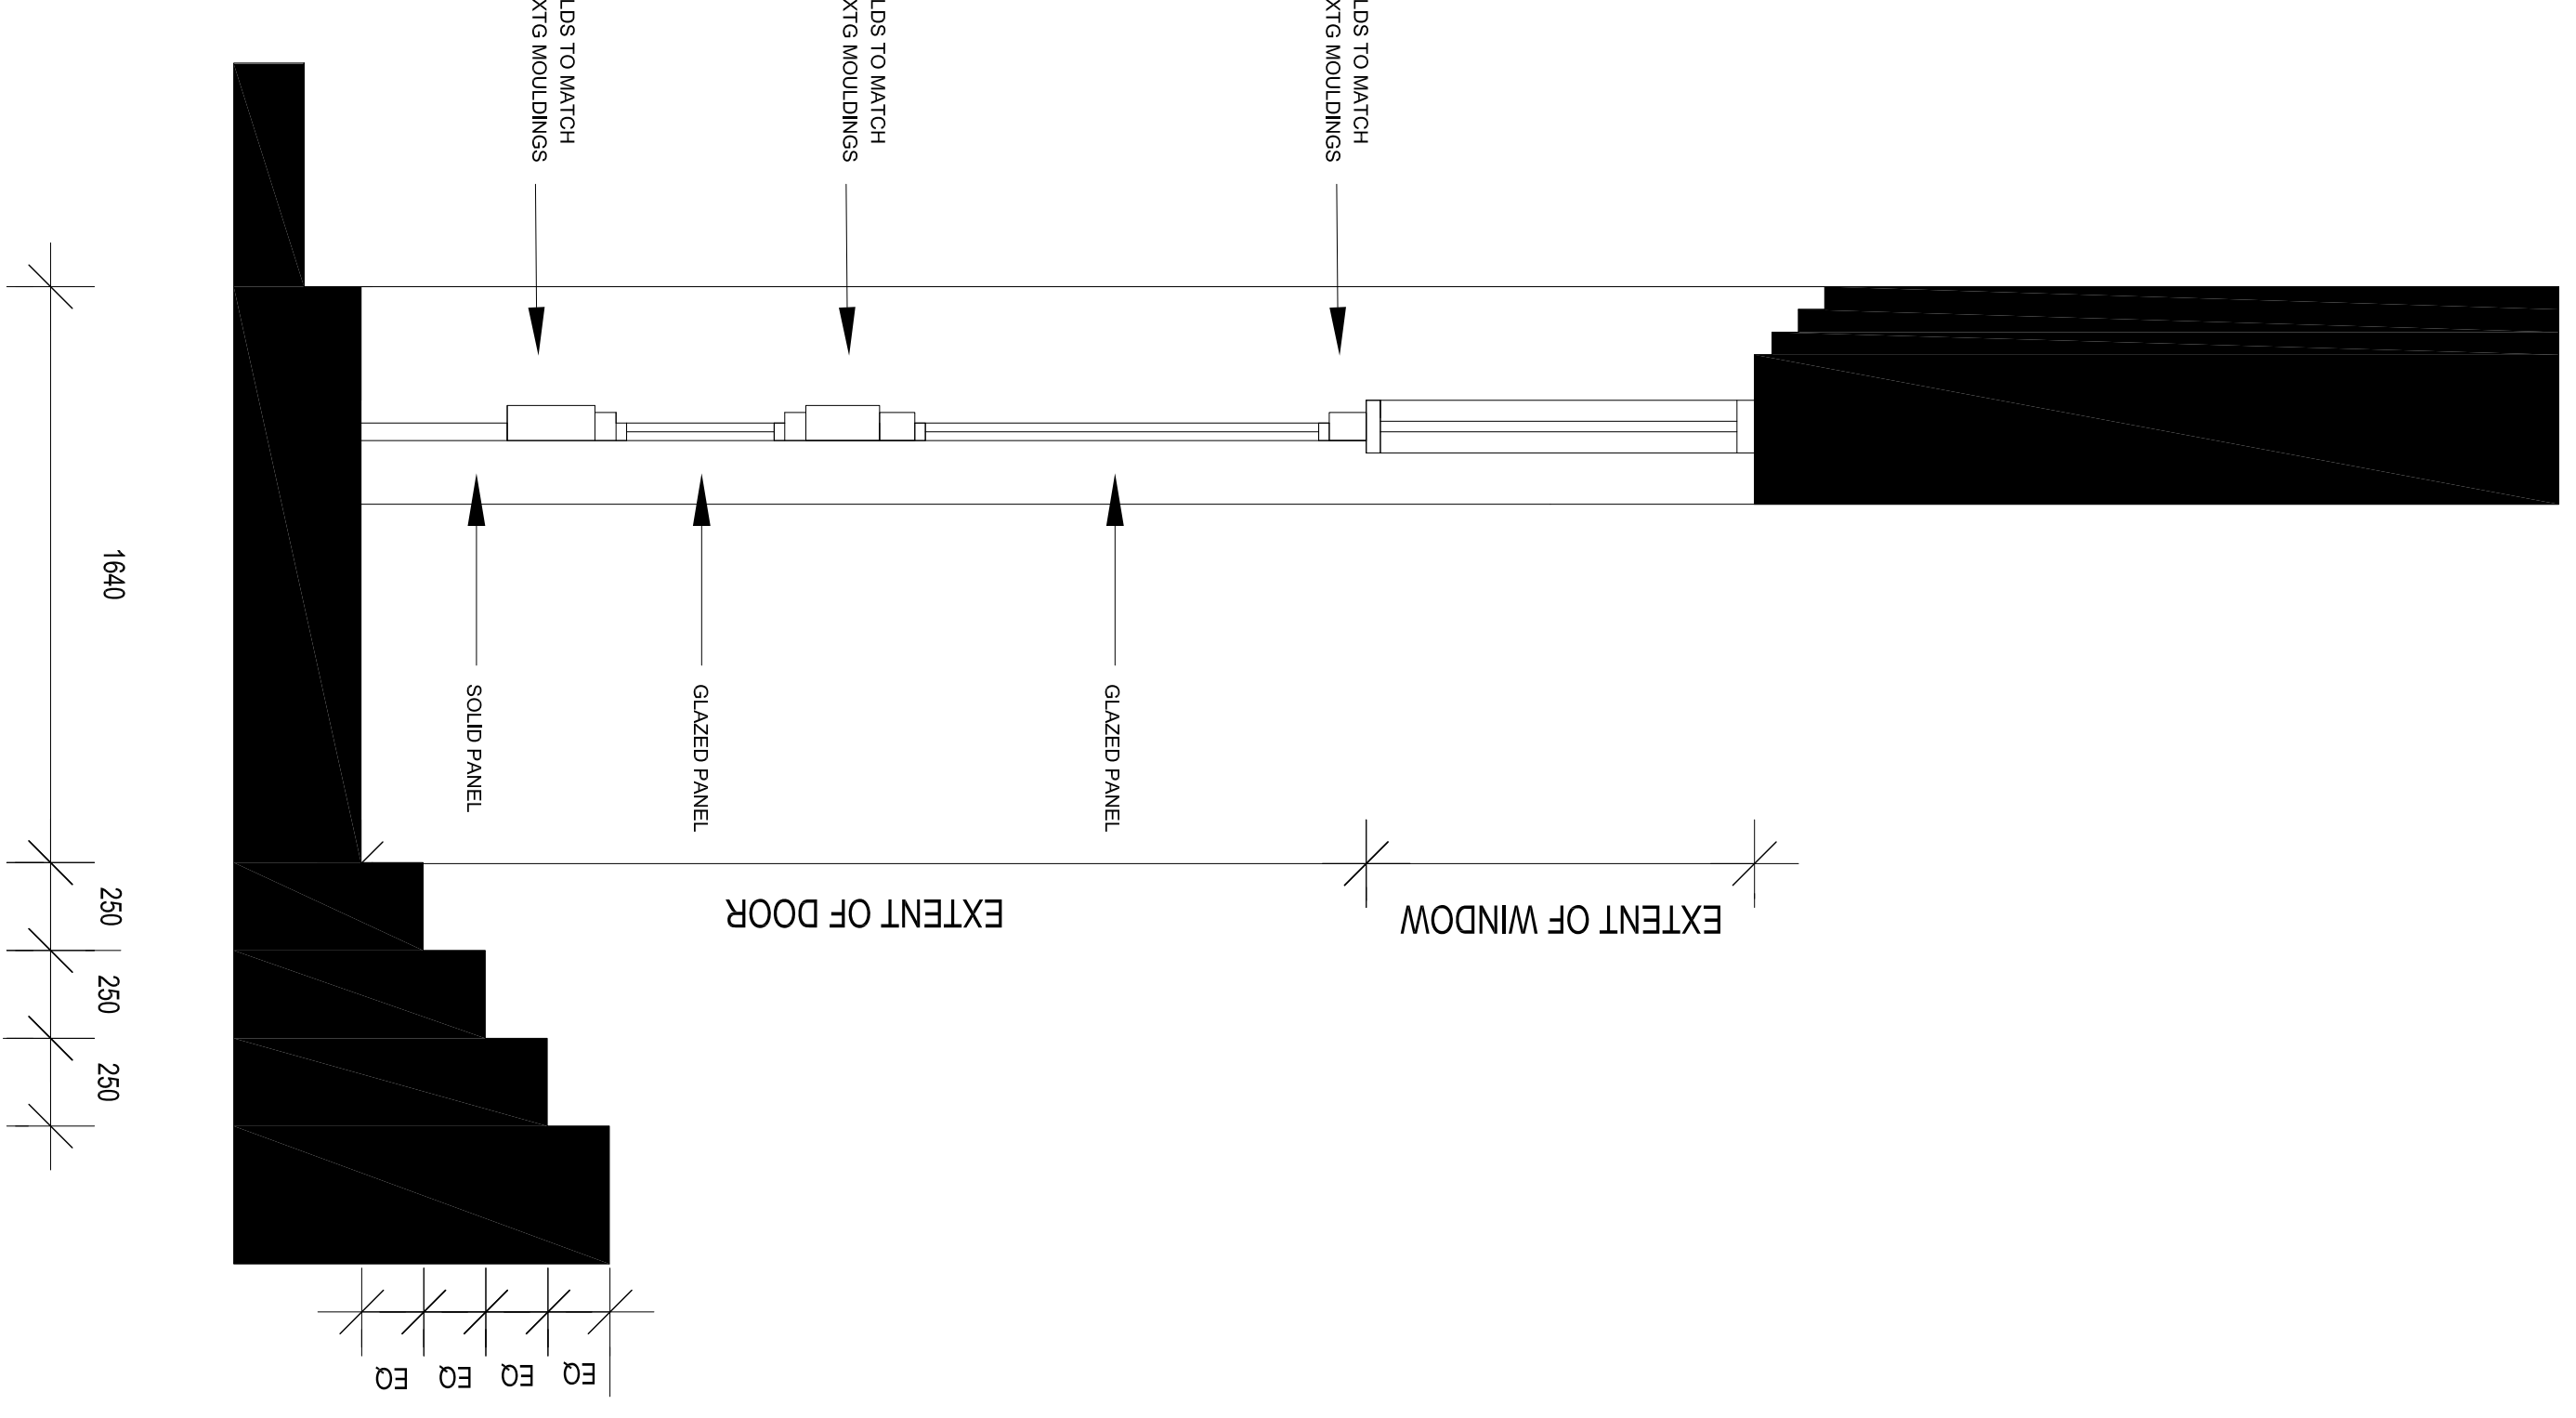 LDS TO MATCH
XTG MOULDINGS
LDS TO MATCH
XTG MOULDINGS
LDS TO MATCH
XTG MOULDINGS
SOLID PANEL
GLAZED PANEL
GLAZED PANEL
EXTENT OF DOOR
EXTENT OF WINDOW
1640
250
250
250
EQ
EQ
EQ
EQ